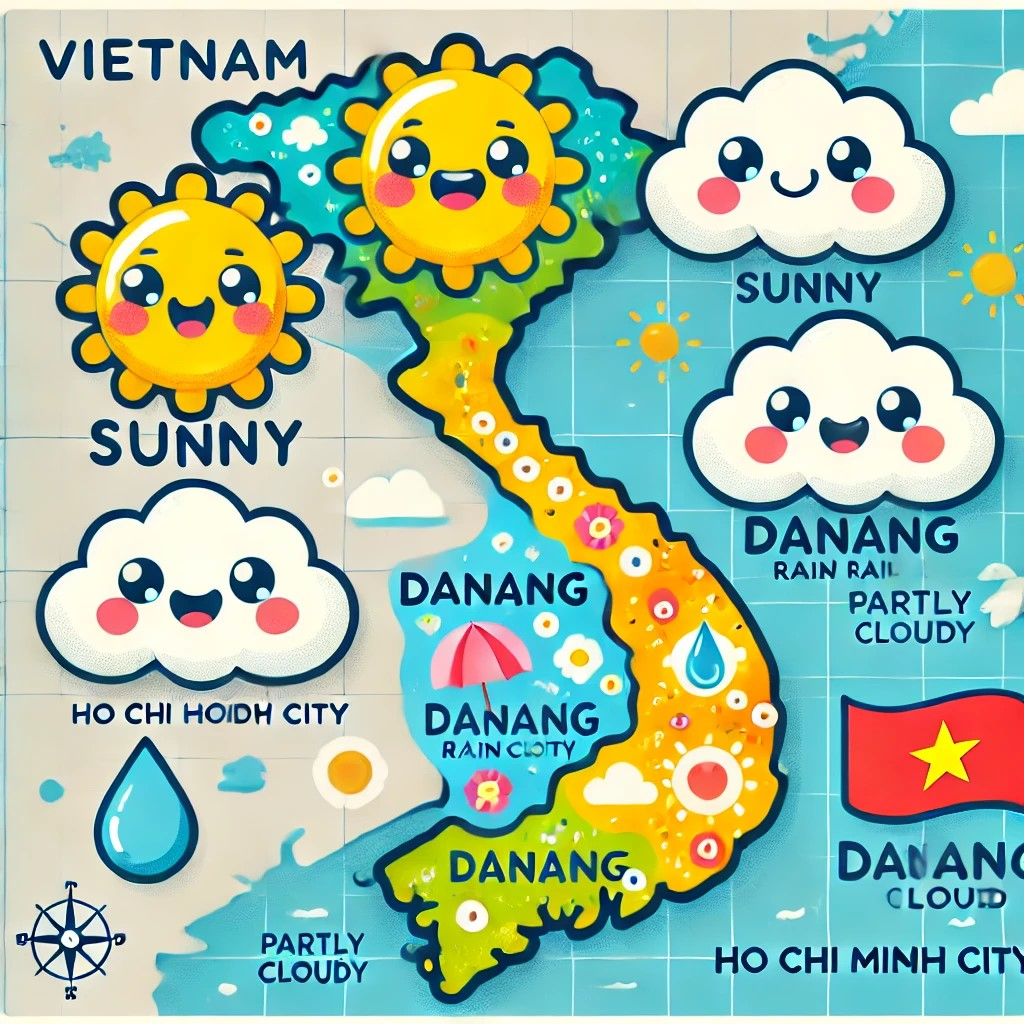 VIETNAM
SUNNY
SUNNY
DANANG
RAIN RAIL
PARTLY
CLOUDY
DANANG
HO CHI HOIDH CITY
DANANG
RAIN
DANANG
DANANG
CLOUD
PARTLY
CLOUDY
HO CHI MINH CITY